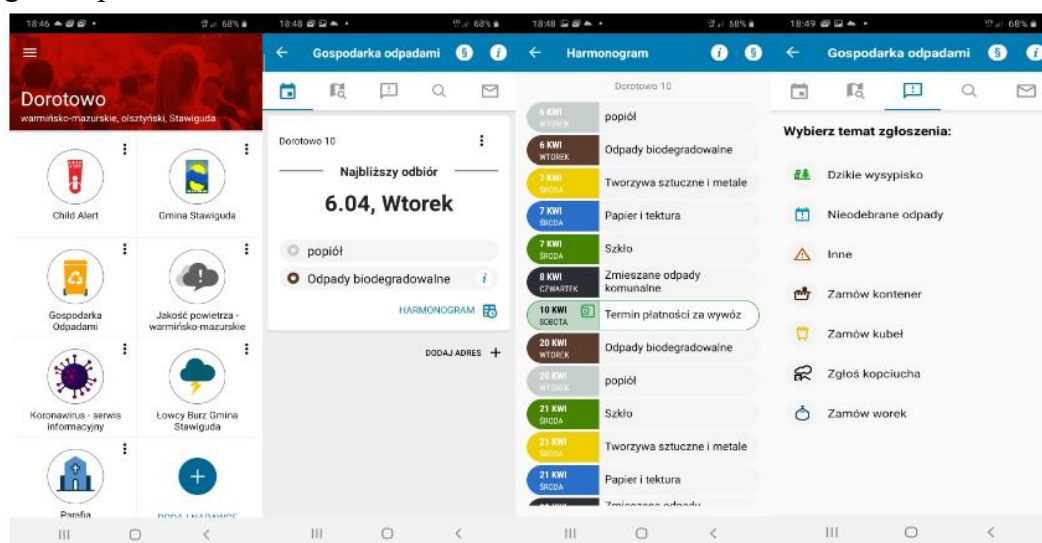 18:46
68%
Dorotowo
warmińsko-mazurskie, olsztyński, Stawiguda
Child Alert
Gmina Stawiguda
Gospodarka
Odpadami
Jakość powietrza -
warmińsko-mazurskie
Koronawirus - serwis
informacyjny
Łowcy Burz Gmina
Stawiguda
Parafia
18:48
68%
Gospodarka odpadami
Dorotowo 10
Najbliższy odbiór
6.04, Wtorek
popiół
Odpady biodegradowalne
HARMONOGRAM
DODAJ ADRES +
18:48
68%
Harmonogram
Dorotowo 10
6 KWI
WTOREK
popiół
6 KWI
WTOREK
Odpady biodegradowalne
7 KWI
ŚRODA
Tworzywa sztuczne i metale
7 KWI
ŚRODA
Papier i tektura
7 KWI
ŚRODA
Szkło
8 KWI
CZWARTEK
Zmieszane odpady
komunalne
10 KWI
SOBOTA
Termin płatności za wywóz
20 KWI
WTOREK
Odpady biodegradowalne
20 KWI
WTOREK
popiół
21 KWI
ŚRODA
Szkło
21 KWI
ŚRODA
Tworzywa sztuczne i metale
21 KWI
ŚRODA
Papier i tektura
Zmieszane odpady
18:49
68%
Gospodarka odpadami
Wybierz temat zgłoszenia:
Dzikie wysypisko
Nieodebrane odpady
Inne
Zamów kontener
Zamów kubeł
Zgłoś kopciucha
Zamów worek